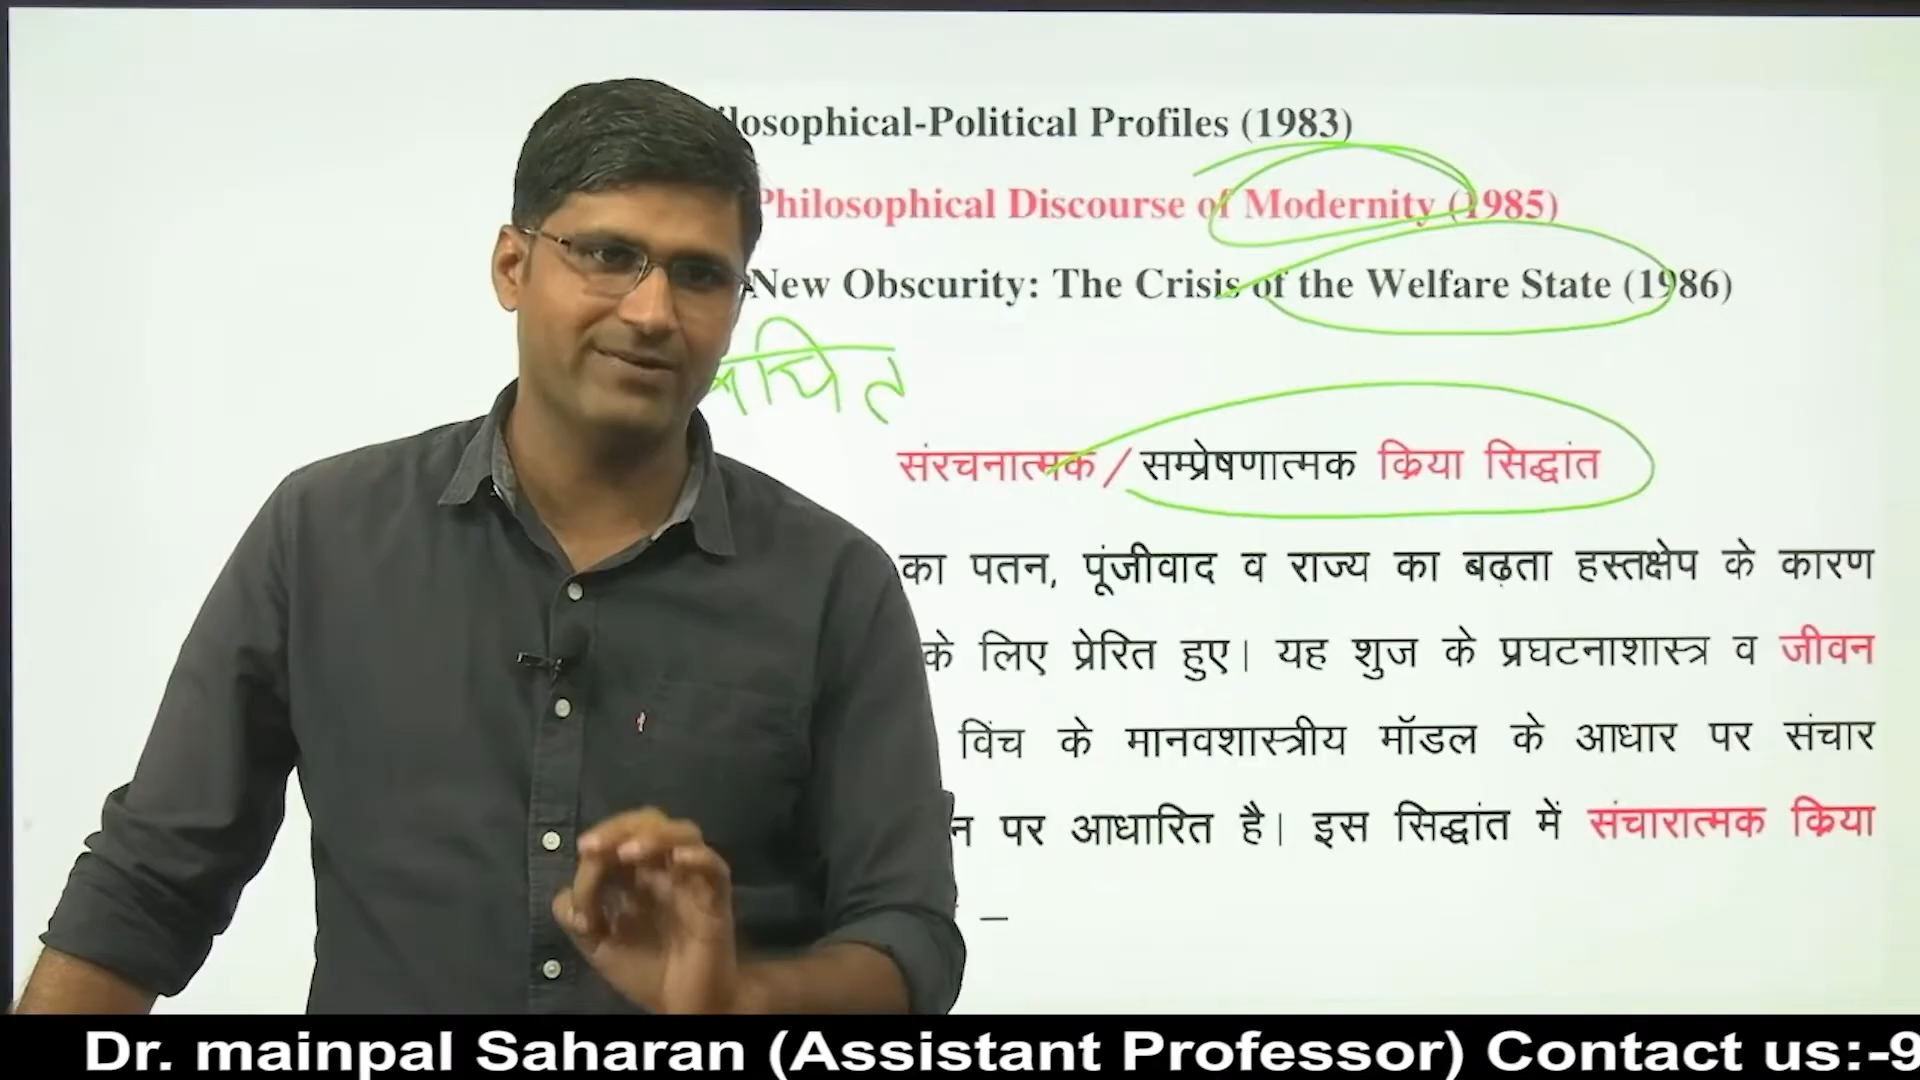 Philosophical-Political Profiles (1983)
Philosophical Discourse of Modernity (1985)
New Obscurity: The Crisis of the Welfare State (1986)
संरचनात्मक/सम्प्रेषणात्मक क्रिया सिद्धांत
का पतन, पूंजीवाद व राज्य का बढ़ता हस्तक्षेप के कारण
के लिए प्रेरित हुए। यह शुज के प्रघटनाशास्त्र व जीवन
विंच के मानवशास्त्रीय मॉडल के आधार पर संचार
पर आधारित है। इस सिद्धांत में संचारात्मक क्रिया
–
Dr. mainpal Saharan (Assistant Professor) Contact us:-9